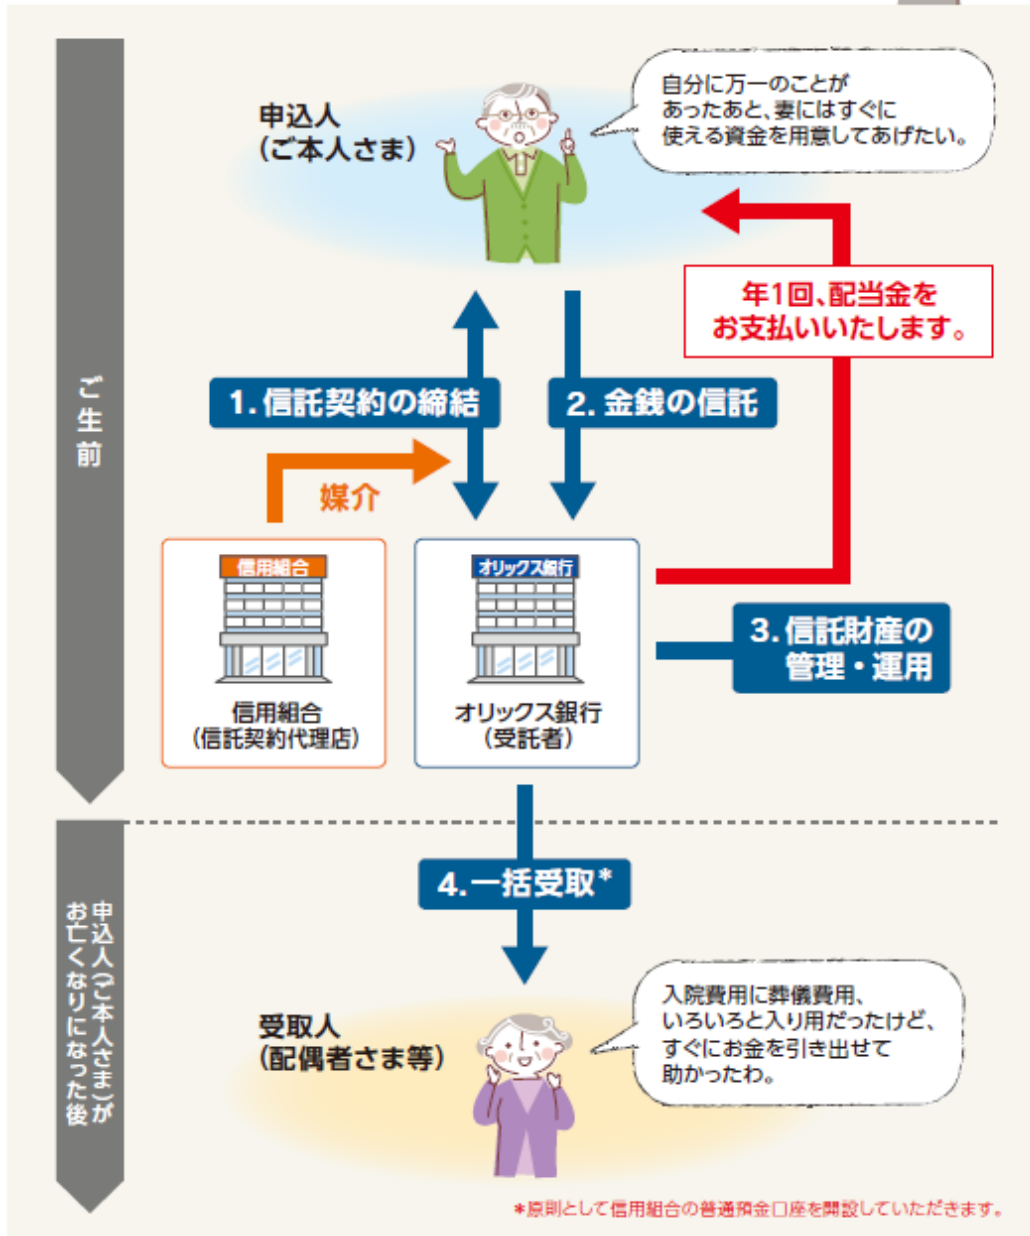 ご生前
申込人
(ご本人さま)
自分に万一のことが
あったあと、妻にはすぐに
使える資金を用意してあげたい。
年1回、配当金を
お支払いいたします。
1. 信託契約の締結
2. 金銭の信託
媒介
信用組合
信用組合
(信託契約代理店)
オリックス銀行
オリックス銀行
(受託者)
3. 信託財産の
管理・運用
申込人(ご本人さま)が
お亡くなりになった後
4. 一括受取*
受取人
(配偶者さま等)
入院費用に葬儀費用、
いろいろと入り用だったけど、
すぐにお金を引き出せて
助かったわ。
*原則として信用組合の普通預金口座を開設していただきます。